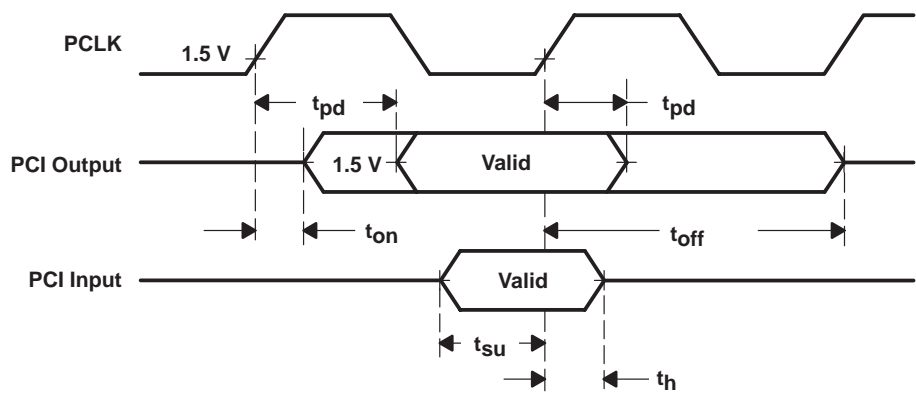 PCLK
1.5 V
tpd
tpd
PCI Output
1.5 V
Valid
ton
toff
PCI Input
Valid
tsu
th